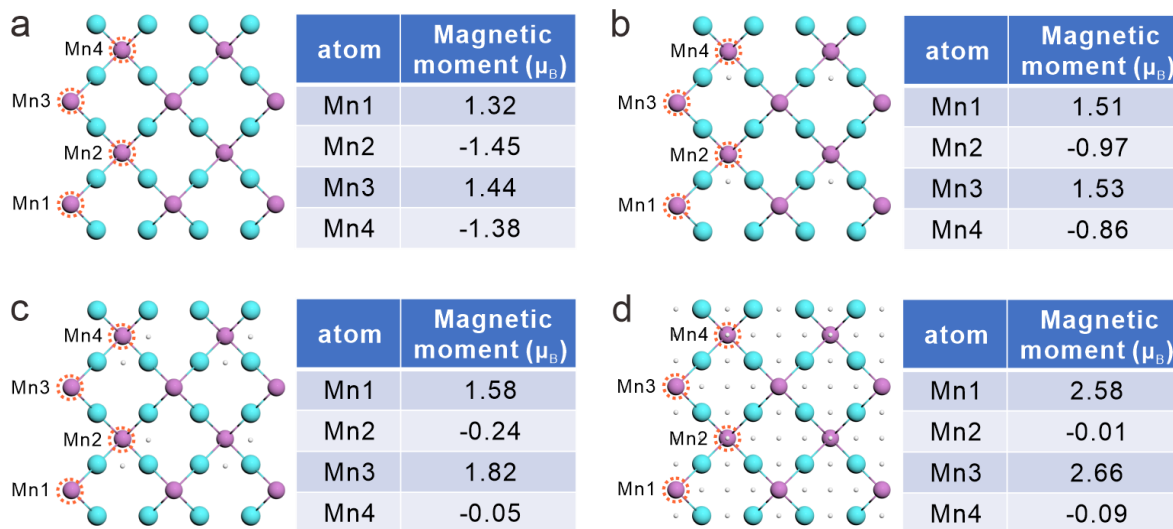 a
Mn4
Mn3
Mn2
Mn1
atom Magnetic moment (μB)
Mn1 1.32
Mn2 -1.45
Mn3 1.44
Mn4 -1.38
b
Mn4
Mn3
Mn2
Mn1
atom Magnetic moment (μB)
Mn1 1.51
Mn2 -0.97
Mn3 1.53
Mn4 -0.86
c
Mn4
Mn3
Mn2
Mn1
atom Magnetic moment (μB)
Mn1 1.58
Mn2 -0.24
Mn3 1.82
Mn4 -0.05
d
Mn4
Mn3
Mn2
Mn1
atom Magnetic moment (μB)
Mn1 2.58
Mn2 -0.01
Mn3 2.66
Mn4 -0.09